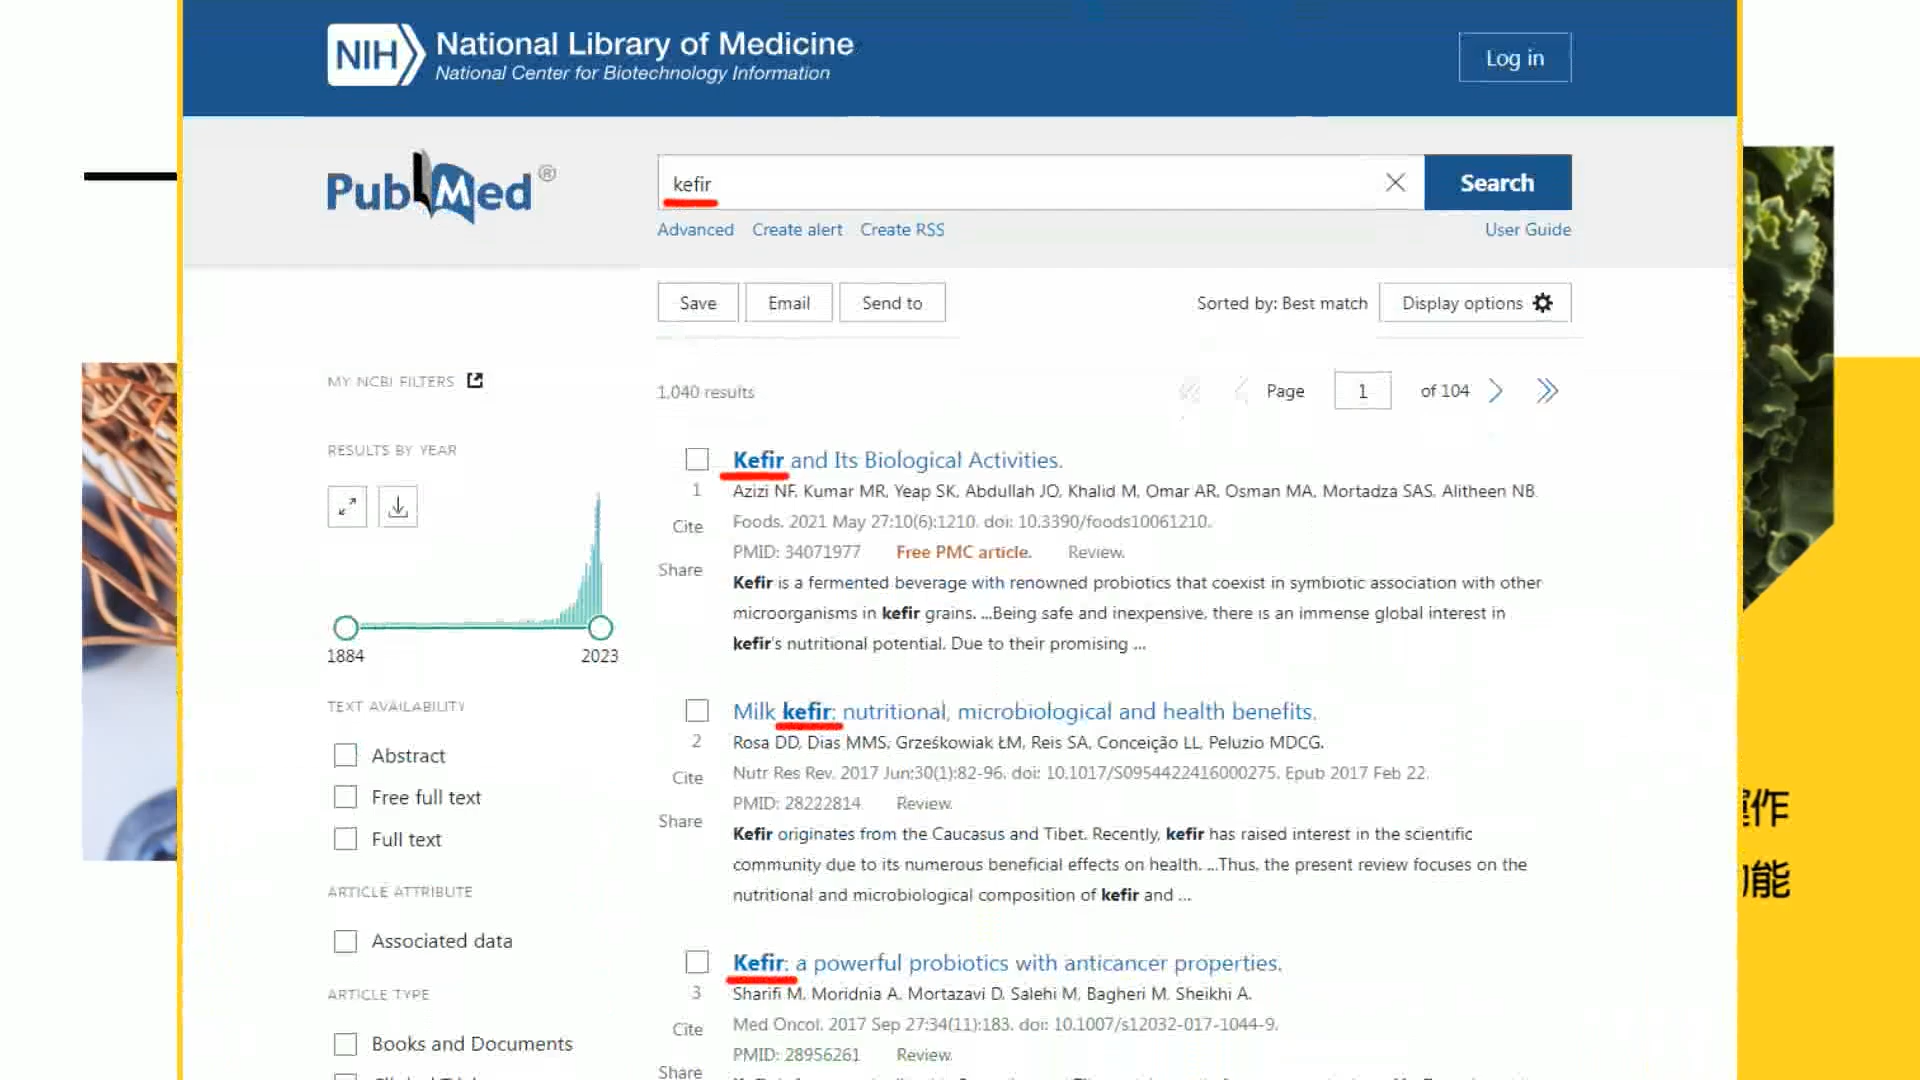 NIH National Library of Medicine
National Center for Biotechnology Information
Log in
PubMed®
kefir
Search
Advanced Create alert Create RSS
User Guide
Save Email Send to
Sorted by: Best match
Display options
MY NCBI FILTERS
1,040 results
Page 1 of 104
RESULTS BY YEAR
1884 2023
TEXT AVAILABILITY
Abstract
Free full text
Full text
ARTICLE ATTRIBUTE
Associated data
ARTICLE TYPE
Books and Documents
Kefir and Its Biological Activities.
1
Azizi NF, Kumar MR, Yeap SK, Abdullah JO, Khalid M, Omar AR, Osman MA, Mortadza SAS, Alitheen NB.
Cite
Foods. 2021 May 27;10(6):1210. doi: 10.3390/foods10061210.
PMID: 34071977 Free PMC article. Review.
Share
Kefir is a fermented beverage with renowned probiotics that coexist in symbiotic association with other
microorganisms in kefir grains. ...Being safe and inexpensive, there is an immense global interest in
kefir's nutritional potential. Due to their promising ...
Milk kefir: nutritional, microbiological and health benefits.
2
Rosa DD, Dias MMS, Grześkowiak ŁM, Reis SA, Conceição LL, Peluzio MDCG.
Cite
Nutr Res Rev. 2017 Jun;30(1):82-96. doi: 10.1017/S0954422416000275. Epub 2017 Feb 22.
PMID: 28222814 Review.
Share
Kefir originates from the Caucasus and Tibet. Recently, kefir has raised interest in the scientific
community due to its numerous beneficial effects on health. ...Thus, the present review focuses on the
nutritional and microbiological composition of kefir and ...
Kefir: a powerful probiotics with anticancer properties.
3
Sharifi M, Moridnia A, Mortazavi D, Salehi M, Bagheri M, Sheikhi A.
Cite
Med Oncol. 2017 Sep 27;34(11):183. doi: 10.1007/s12032-017-1044-9.
PMID: 28956261 Review.
Share
作
能